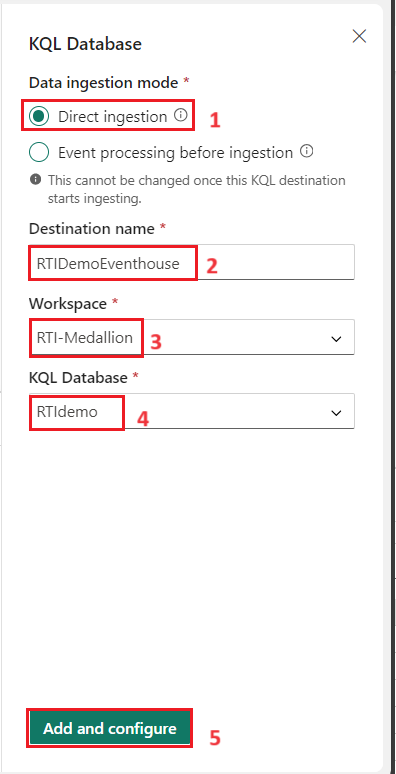 KQL Database
Data ingestion mode *
Direct ingestion 1
Event processing before ingestion
This cannot be changed once this KQL destination
starts ingesting.
Destination name *
RTIDemoEventhouse 2
Workspace *
RTI-Medallion 3
KQL Database *
RTIdemo 4
Add and configure 5